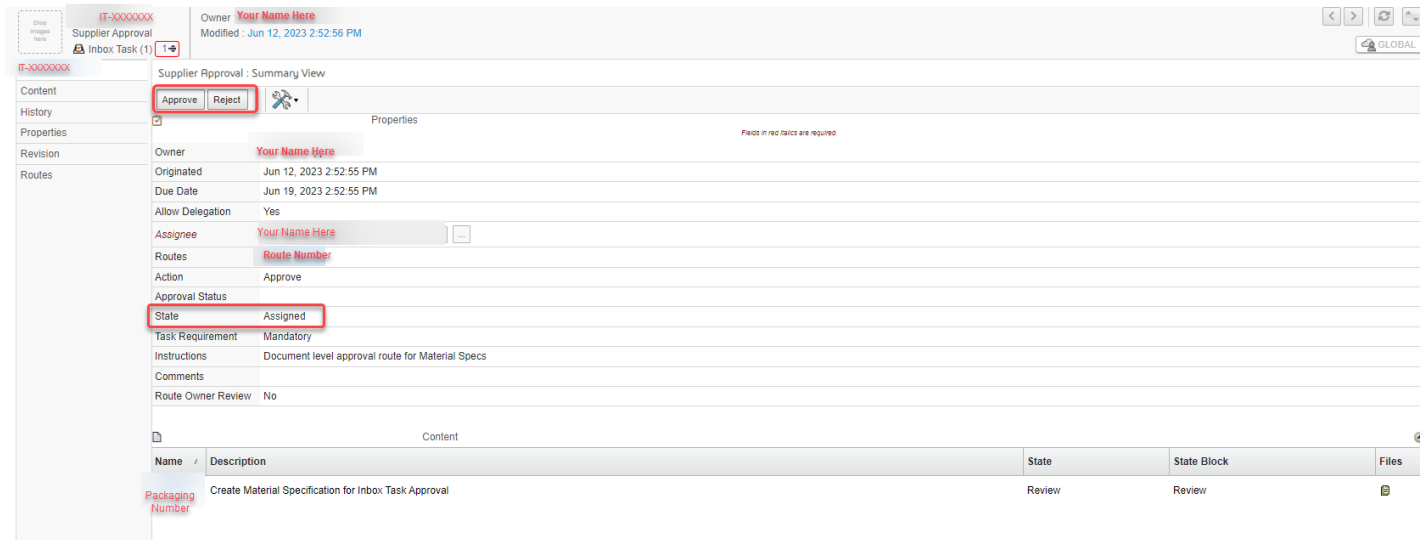 Drop
images
here
IT-XXXXXXX
Supplier Approval
Inbox Task (1) 1
Owner Your Name Here
Modified : Jun 12, 2023 2:52:56 PM
GLOBAL
IT-XXXXXXX
Content
History
Properties
Revision
Routes
Supplier Approval : Summary View
Approve Reject
Properties
Fields in red italics are required.
Owner Your Name Here
Originated Jun 12, 2023 2:52:55 PM
Due Date Jun 19, 2023 2:52:55 PM
Allow Delegation Yes
Assignee Your Name Here ...
Routes Route Number
Action Approve
Approval Status
State Assigned
Task Requirement Mandatory
Instructions Document level approval route for Material Specs
Comments
Route Owner Review No
Content
Name Description State State Block Files
Packaging Number Create Material Specification for Inbox Task Approval Review Review